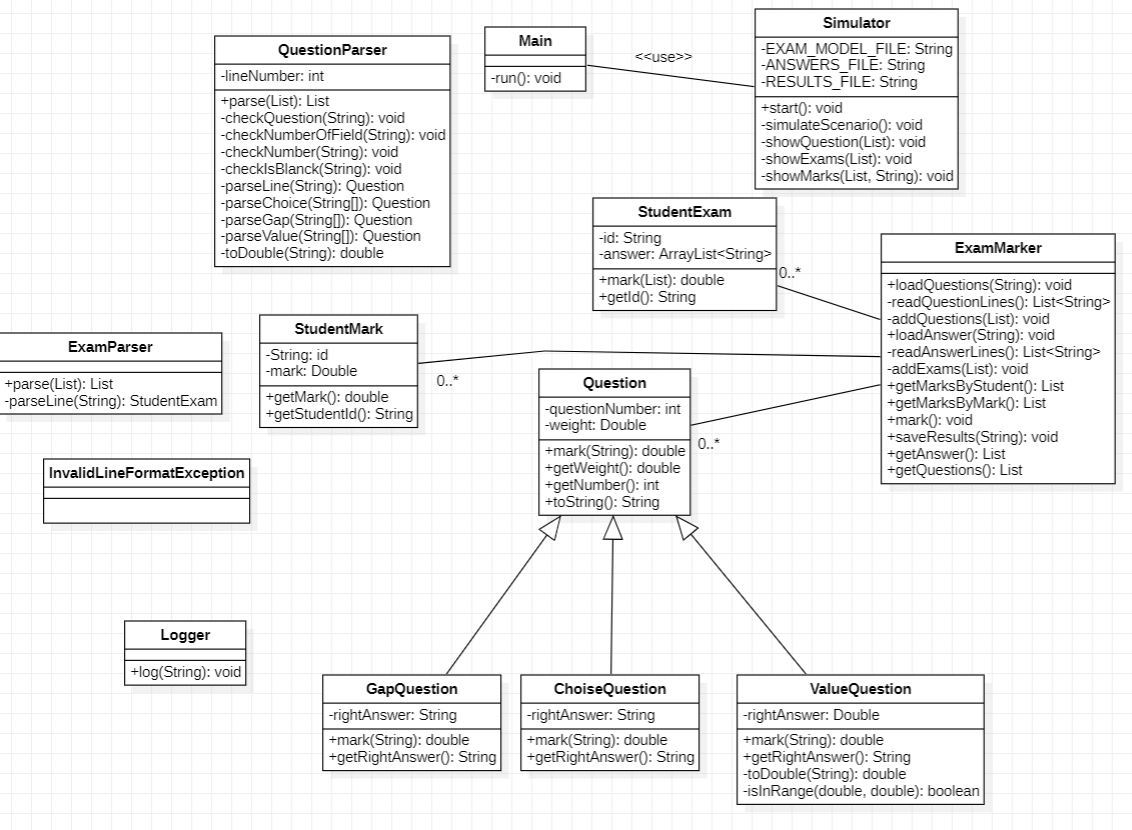 QuestionParser
-lineNumber: int
+parse(List): List
-checkQuestion(String): void
-checkNumberOfField(String): void
-checkNumber(String): void
-checkIsBlanck(String): void
-parseLine(String): Question
-parseChoice(String[]): Question
-parseGap(String[]): Question
-parseValue(String[]): Question
-toDouble(String): double
Main
-run(): void
<<use>>
Simulator
-EXAM_MODEL_FILE: String
-ANSWERS_FILE: String
-RESULTS_FILE: String
+start(): void
-simulateScenario(): void
-showQuestion(List): void
-showExams(List): void
-showMarks(List, String): void
StudentExam
-id: String
-answer: ArrayList<String>
+mark(List): double
+getId(): String
0..*
ExamMarker
+loadQuestions(String): void
-readQuestionLines(): List<String>
-addQuestions(List): void
+loadAnswer(String): void
-readAnswerLines(): List<String>
-addExams(List): void
+getMarksByStudent(): List
+getMarksByMark(): List
+mark(): void
+saveResults(String): void
+getAnswer(): List
+getQuestions(): List
ExamParser
+parse(List): List
-parseLine(String): StudentExam
StudentMark
-String: id
-mark: Double
+getMark(): double
+getStudentId(): String
0..*
Question
-questionNumber: int
-weight: Double
+mark(String): double
+getWeight(): double
+getNumber(): int
+toString(): String
0..*
InvalidLineFormatException
Logger
+log(String): void
GapQuestion
-rightAnswer: String
+mark(String): double
+getRightAnswer(): String
ChoiseQuestion
-rightAnswer: String
+mark(String): double
+getRightAnswer(): String
ValueQuestion
-rightAnswer: Double
+mark(String): double
+getRightAnswer(): String
-toDouble(String): double
-isInRange(double, double): boolean